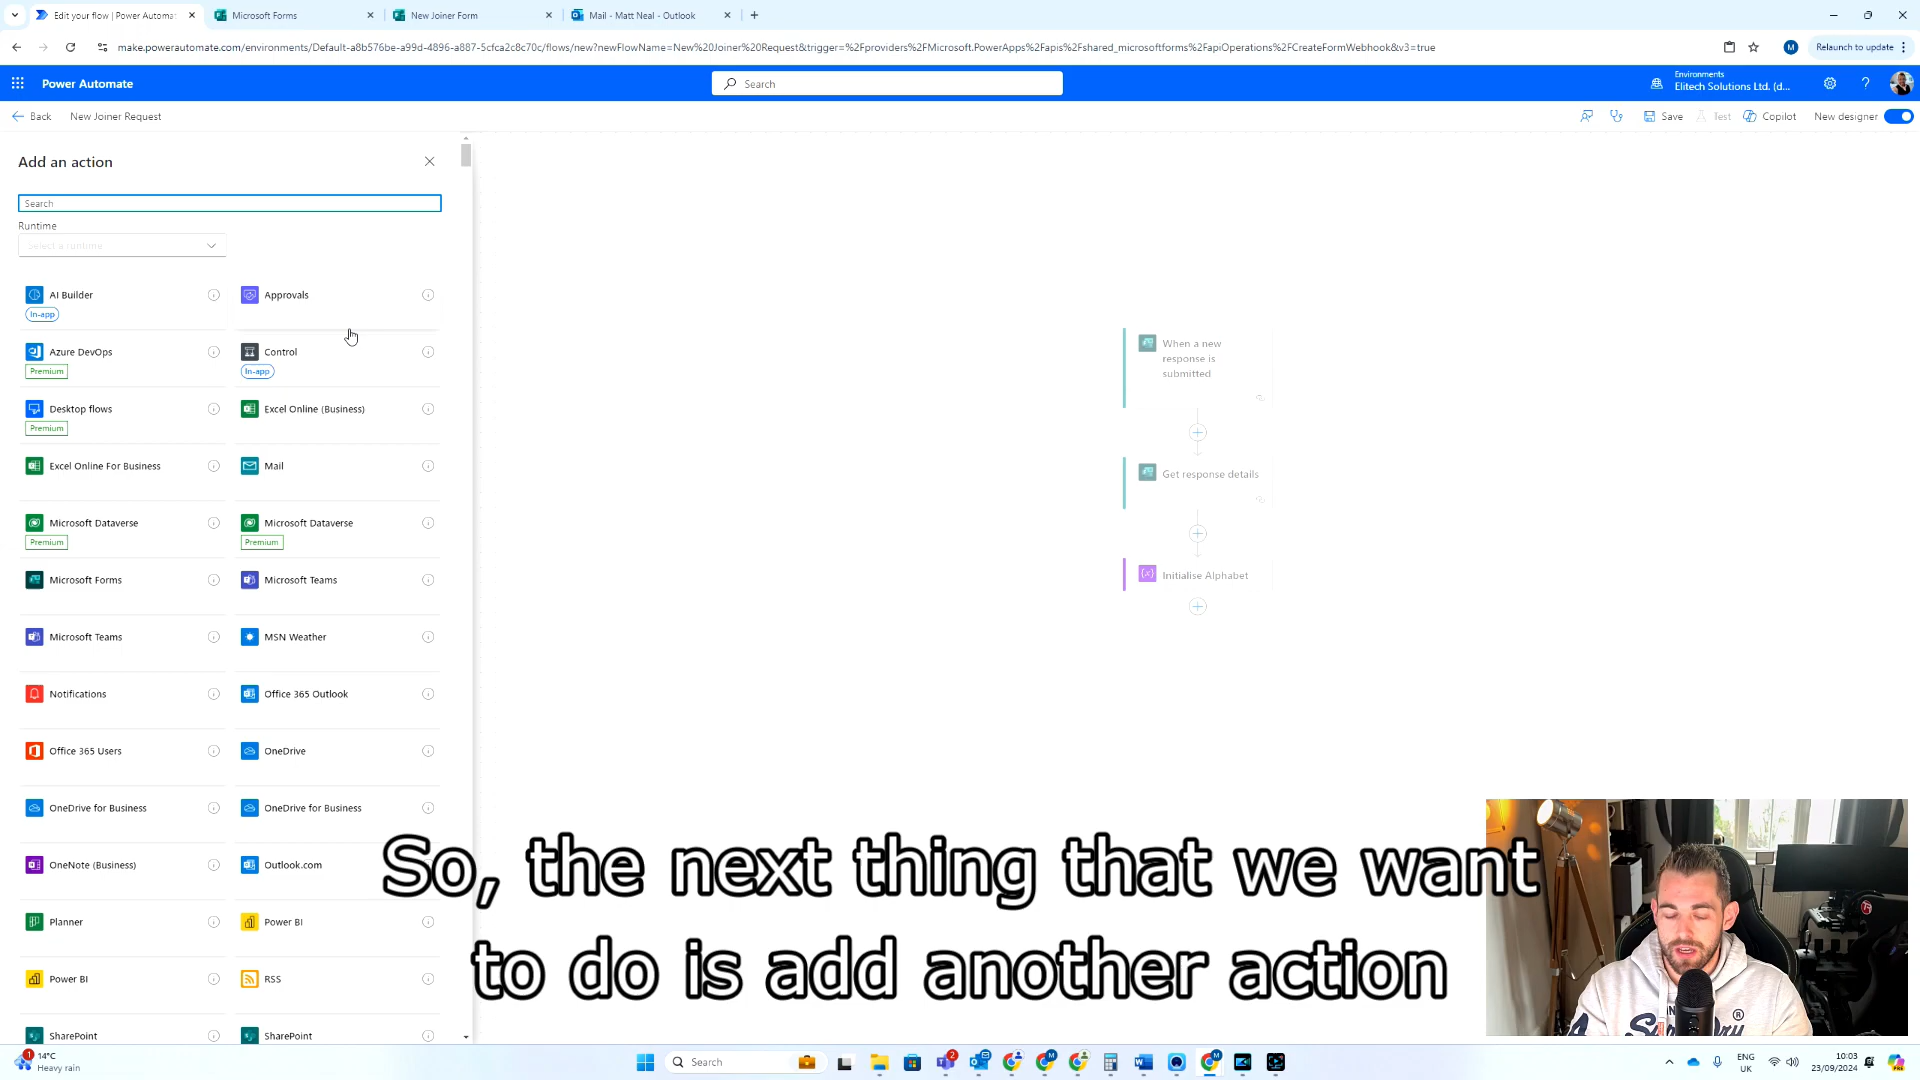 Edit your flow | Power Automat
Microsoft Forms
New Joiner Form
Mail - Matt Neal - Outlook
make.powerautomate.com/environments/Default-a8b576be-a99d-4896-a887-5cfca2c8c70c/flows/new?newFlowName=New%20Joiner%20Request&trigger=%2Fproviders%2FMicrosoft.PowerApps%2Fapis%2Fshared_microsoftforms%2FapiOperations%2FCreateFormWebhook&v3=true
M
Relaunch to update
Power Automate
Search
Environments
Elitech Solutions Ltd. (d...
Back
New Joiner Request
Save
Test
Copilot
New designer
Add an action
Search
Runtime
Select a runtime
AI Builder
In-app
Approvals
Azure DevOps
Premium
Control
In-app
Desktop flows
Premium
Excel Online (Business)
Excel Online For Business
Mail
Microsoft Dataverse
Premium
Microsoft Dataverse
Premium
Microsoft Forms
Microsoft Teams
Microsoft Teams
MSN Weather
Notifications
Office 365 Outlook
Office 365 Users
OneDrive
OneDrive for Business
OneDrive for Business
OneNote (Business)
Outlook.com
Planner
Power BI
Power BI
RSS
SharePoint
SharePoint
When a new
response is
submitted
Get response details
Initialise Alphabet
So, the next thing that we want
to do is add another action
1
14°C
Heavy rain
Search
2
ENG
UK
10:03
23/09/2024